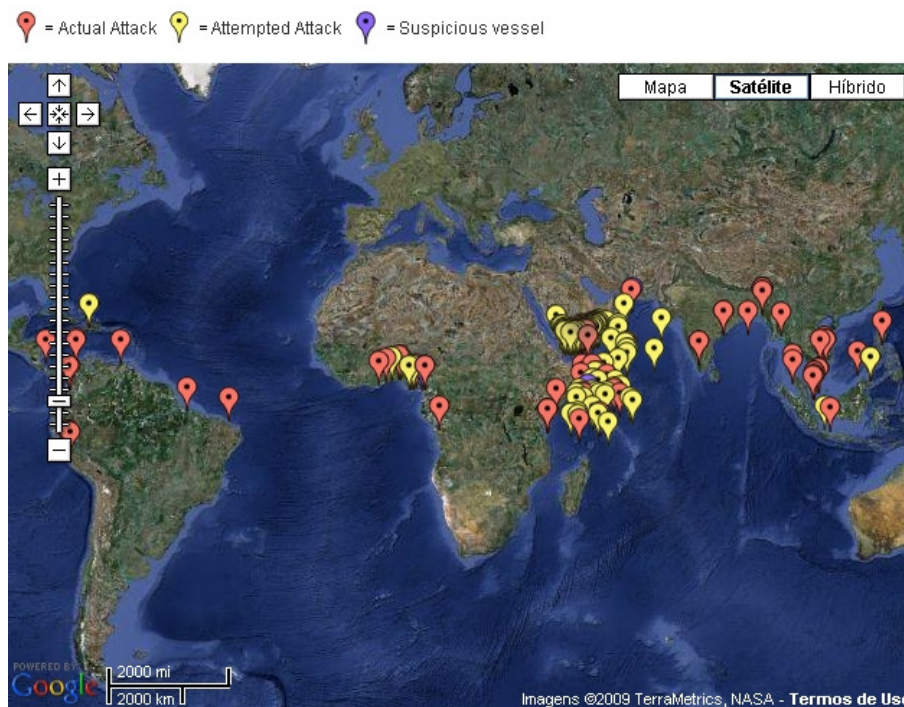 = Actual Attack = Attempted Attack = Suspicious vessel
Mapa Satélite Híbrido
POWERED BY
Google
2000 mi
2000 km
Imagens ©2009 TerraMetrics, NASA - Termos de Us